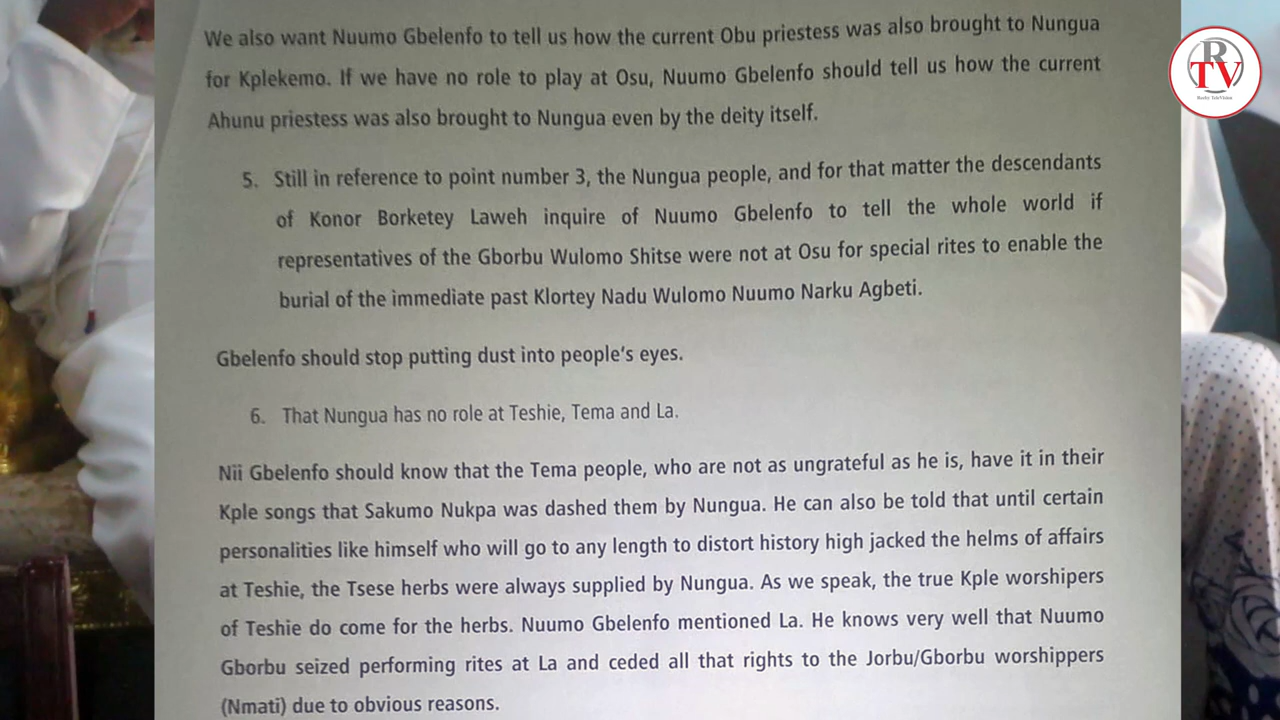 We also want Nuumo Gbelenfo to tell us how the current Obu priestess was also brought to Nungua
for Kplekemo. If we have no role to play at Osu, Nuumo Gbelenfo should tell us how the current
Ahunu priestess was also brought to Nungua even by the deity itself.
5. Still in reference to point number 3, the Nungua people, and for that matter the descendants
of Konor Borketey Laweh inquire of Nuumo Gbelenfo to tell the whole world if
representatives of the Gborbu Wulomo Shitse were not at Osu for special rites to enable the
burial of the immediate past Klortey Nadu Wulomo Nuumo Narku Agbeti.
Gbelenfo should stop putting dust into people's eyes.
6. That Nungua has no role at Teshie, Tema and La.
Nii Gbelenfo should know that the Tema people, who are not as ungrateful as he is, have it in their
Kple songs that Sakumo Nukpa was dashed them by Nungua. He can also be told that until certain
personalities like himself who will go to any length to distort history high jacked the helms of affairs
at Teshie, the Tsese herbs were always supplied by Nungua. As we speak, the true Kple worshipers
of Teshie do come for the herbs. Nuumo Gbelenfo mentioned La. He knows very well that Nuumo
Gborbu seized performing rites at La and ceded all that rights to the Jorbu/Gborbu worshippers
(Nmati) due to obvious reasons.
R
TV
Realty TeleVision